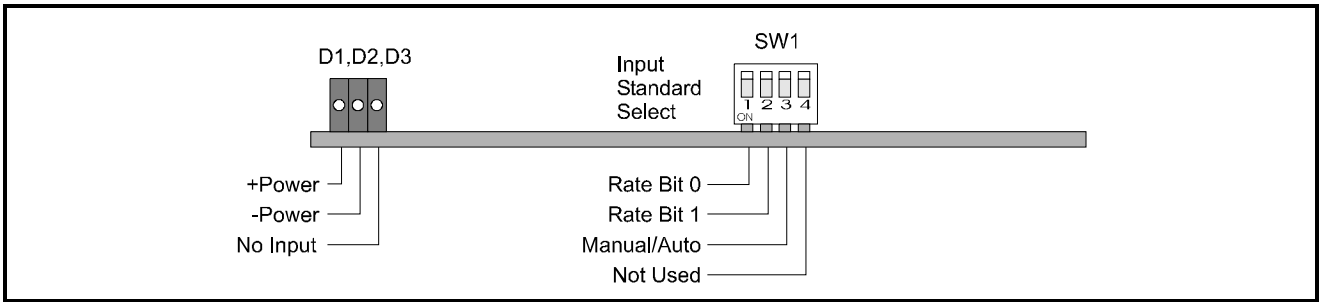 D1,D2,D3
+Power
-Power
No Input
Input
Standard
Select
SW1
1 2 3 4
ON
Rate Bit 0
Rate Bit 1
Manual/Auto
Not Used